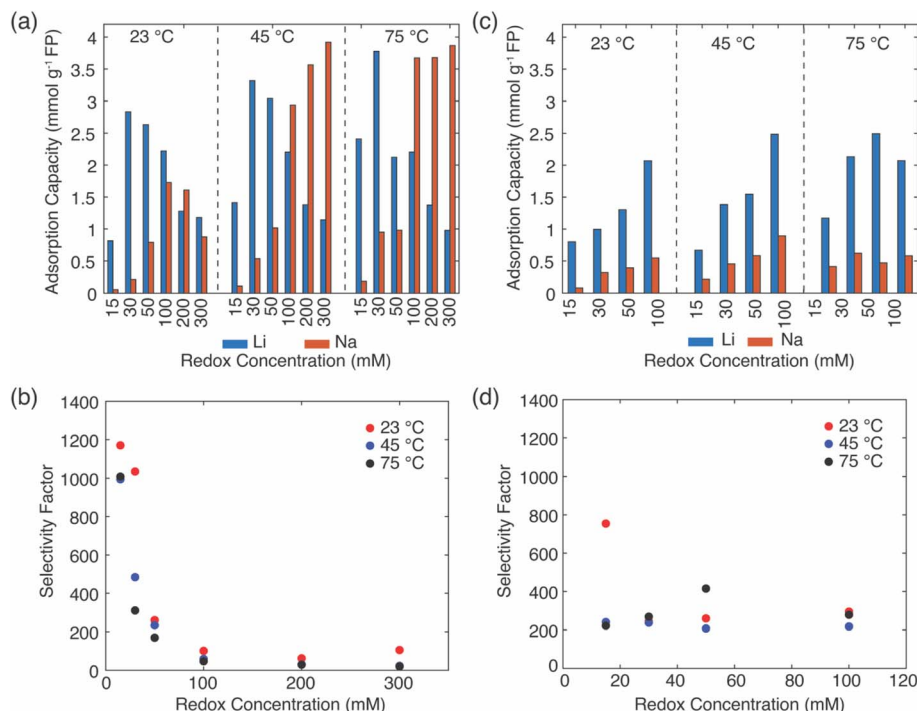 (a)
23 °C 45 °C 75 °C
4
3.5
3
2.5
2
1.5
1
0.5
0
Adsorption Capacity (mmol g⁻¹ FP)
15 30 50 100 200 300 15 30 50 100 200 300 15 30 50 100 200 300
Li Na
Redox Concentration (mM)
(c)
23 °C 45 °C 75 °C
4
3.5
3
2.5
2
1.5
1
0.5
0
Adsorption Capacity (mmol g⁻¹ FP)
15 30 50 100 15 30 50 100 15 30 50 100
Li Na
Redox Concentration (mM)
(b)
1400
1200
1000
800
600
400
200
0
Selectivity Factor
23 °C
45 °C
75 °C
0 100 200 300
Redox Concentration (mM)
(d)
1400
1200
1000
800
600
400
200
0
Selectivity Factor
23 °C
45 °C
75 °C
0 20 40 60 80 100 120
Redox Concentration (mM)